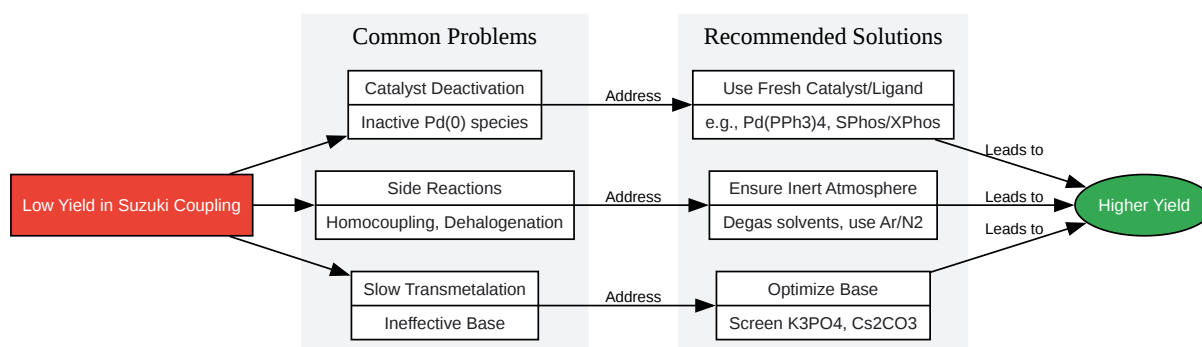 Common Problems
Recommended Solutions
Low Yield in Suzuki Coupling
Catalyst Deactivation
Inactive Pd(0) species
Address
Use Fresh Catalyst/Ligand
e.g., Pd(PPh3)4, SPhos/XPhos
Leads to
Side Reactions
Homocoupling, Dehalogenation
Address
Ensure Inert Atmosphere
Degas solvents, use Ar/N2
Leads to
Slow Transmetalation
Ineffective Base
Address
Optimize Base
Screen K3PO4, Cs2CO3
Leads to
Higher Yield